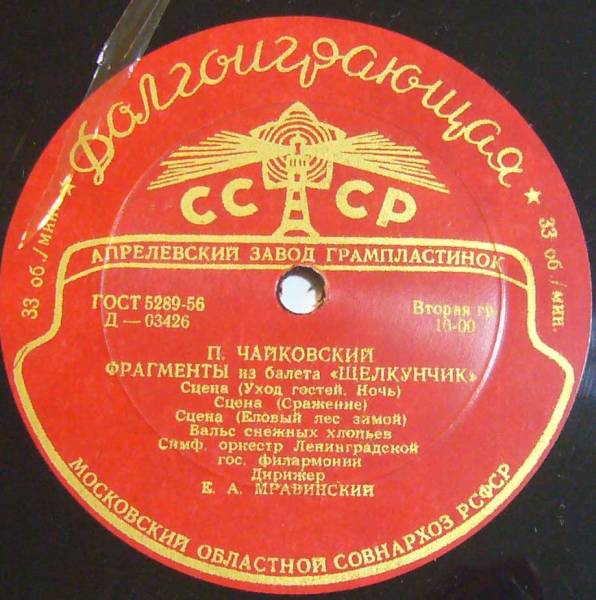 Долгоиграющая
СССР
33 об./мин.
33 об./мин.
АПРЕЛЕВСКИЙ ЗАВОД ГРАМПЛАСТИНОК
ГОСТ 5289-56
Д — 03426
Вторая гр.
10-00
П. ЧАЙКОВСКИЙ
ФРАГМЕНТЫ из балета «ЩЕЛКУНЧИК»
Сцена (Уход гостей. Ночь)
Сцена (Сражение)
Сцена (Еловый лес зимой)
Вальс снежных хлопьев
Симф. оркестр Ленинградской
гос. филармонии
Дирижер
Е. А. МРАВИНСКИЙ
МОСКОВСКИЙ ОБЛАСТНОЙ СОВНАРХОЗ РСФСР